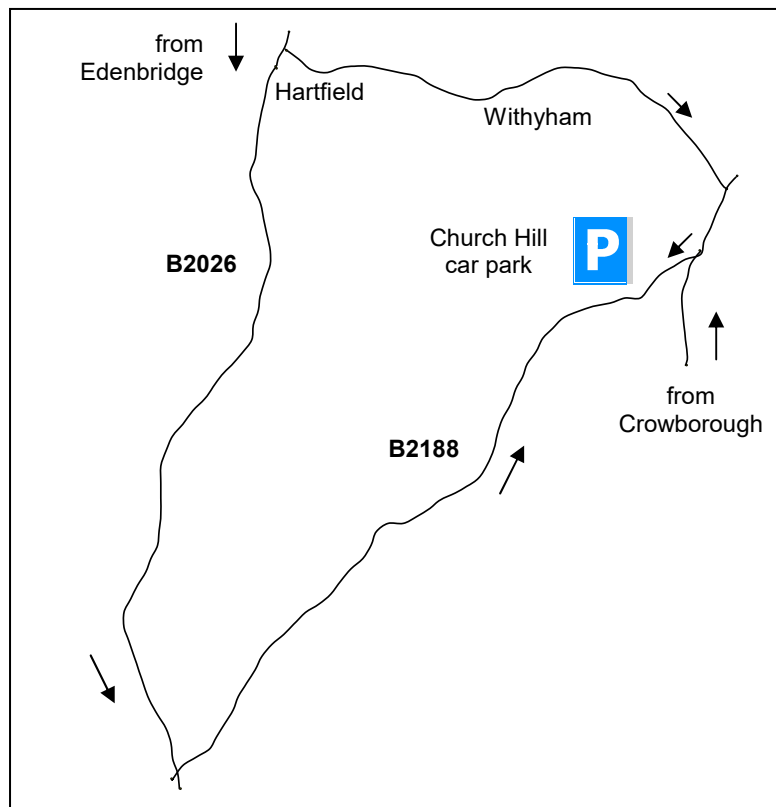 from
Edenbridge
Hartfield
Withyham
Church Hill
car park
P
B2026
from
Crowborough
B2188